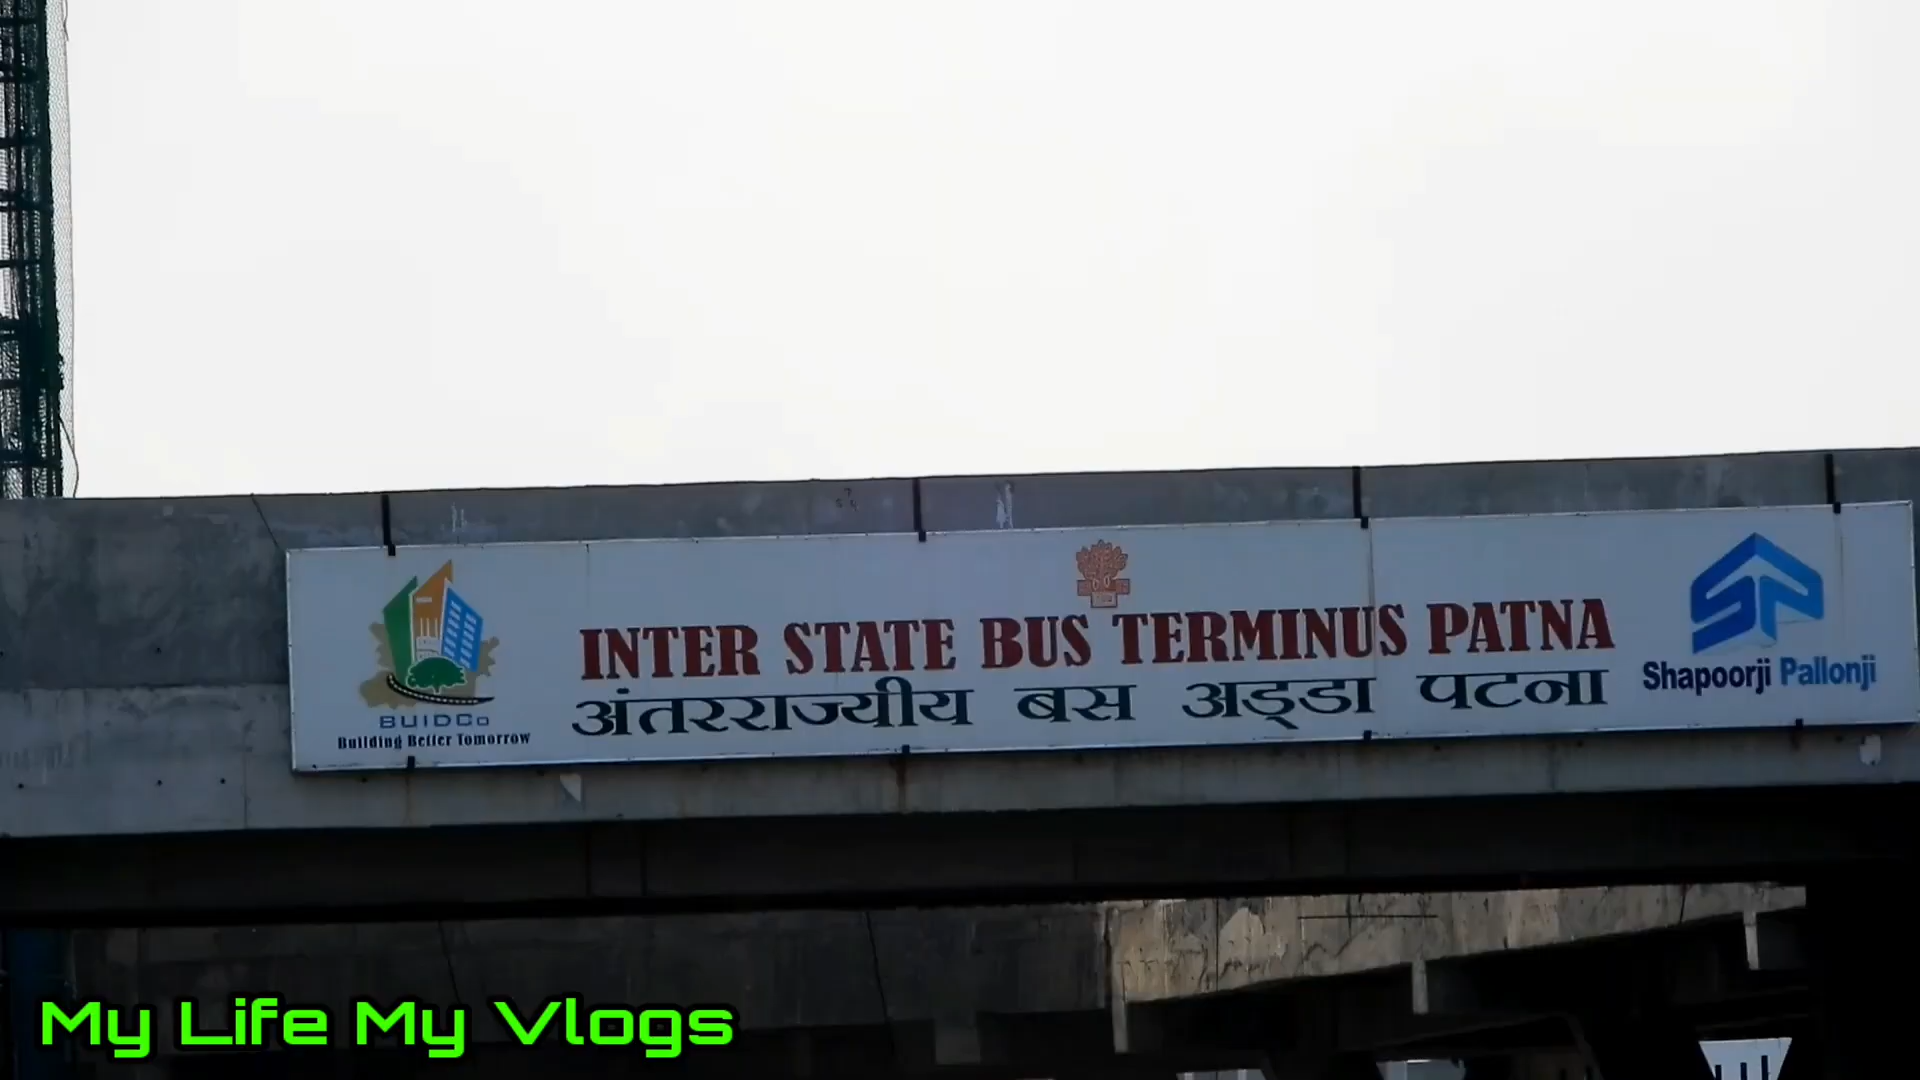 INTER STATE BUS TERMINUS PATNA
अंतरराज्यीय बस अड्डा पटना
BUIDCo
Building Better Tomorrow
SP
Shapoorji Pallonji
My Life My Vlogs